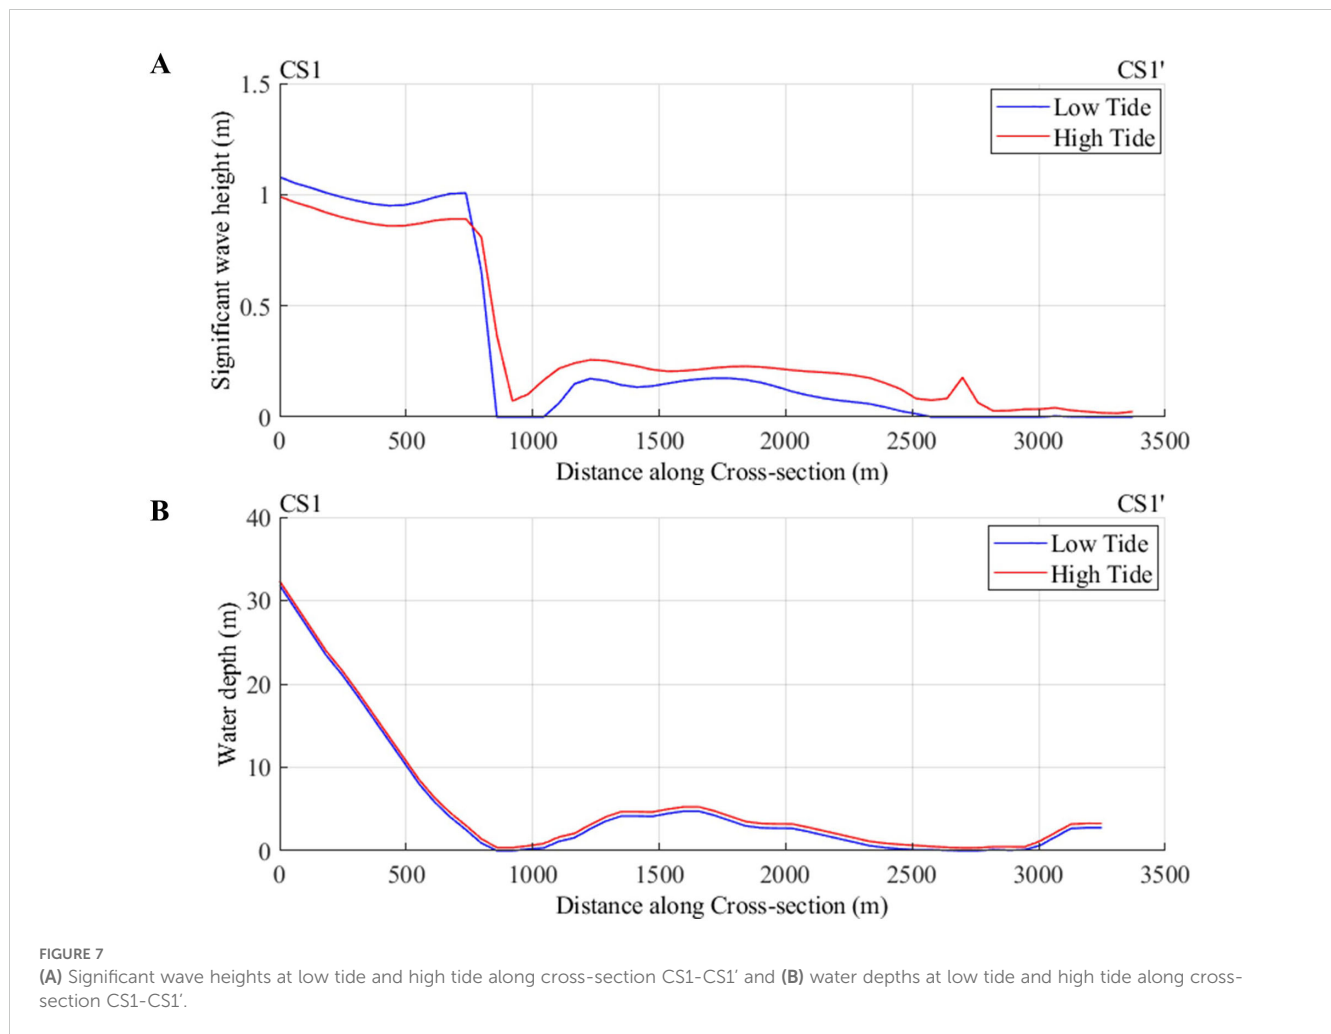 A
CS1
CS1'
1.5
1
0.5
0
Significant wave height (m)
Low Tide
High Tide
0 500 1000 1500 2000 2500 3000 3500
Distance along Cross-section (m)
B
CS1
CS1'
40
30
20
10
0
Water depth (m)
Low Tide
High Tide
0 500 1000 1500 2000 2500 3000 3500
Distance along Cross-section (m)
FIGURE 7
(A) Significant wave heights at low tide and high tide along cross-section CS1-CS1’ and (B) water depths at low tide and high tide along cross-
section CS1-CS1’.